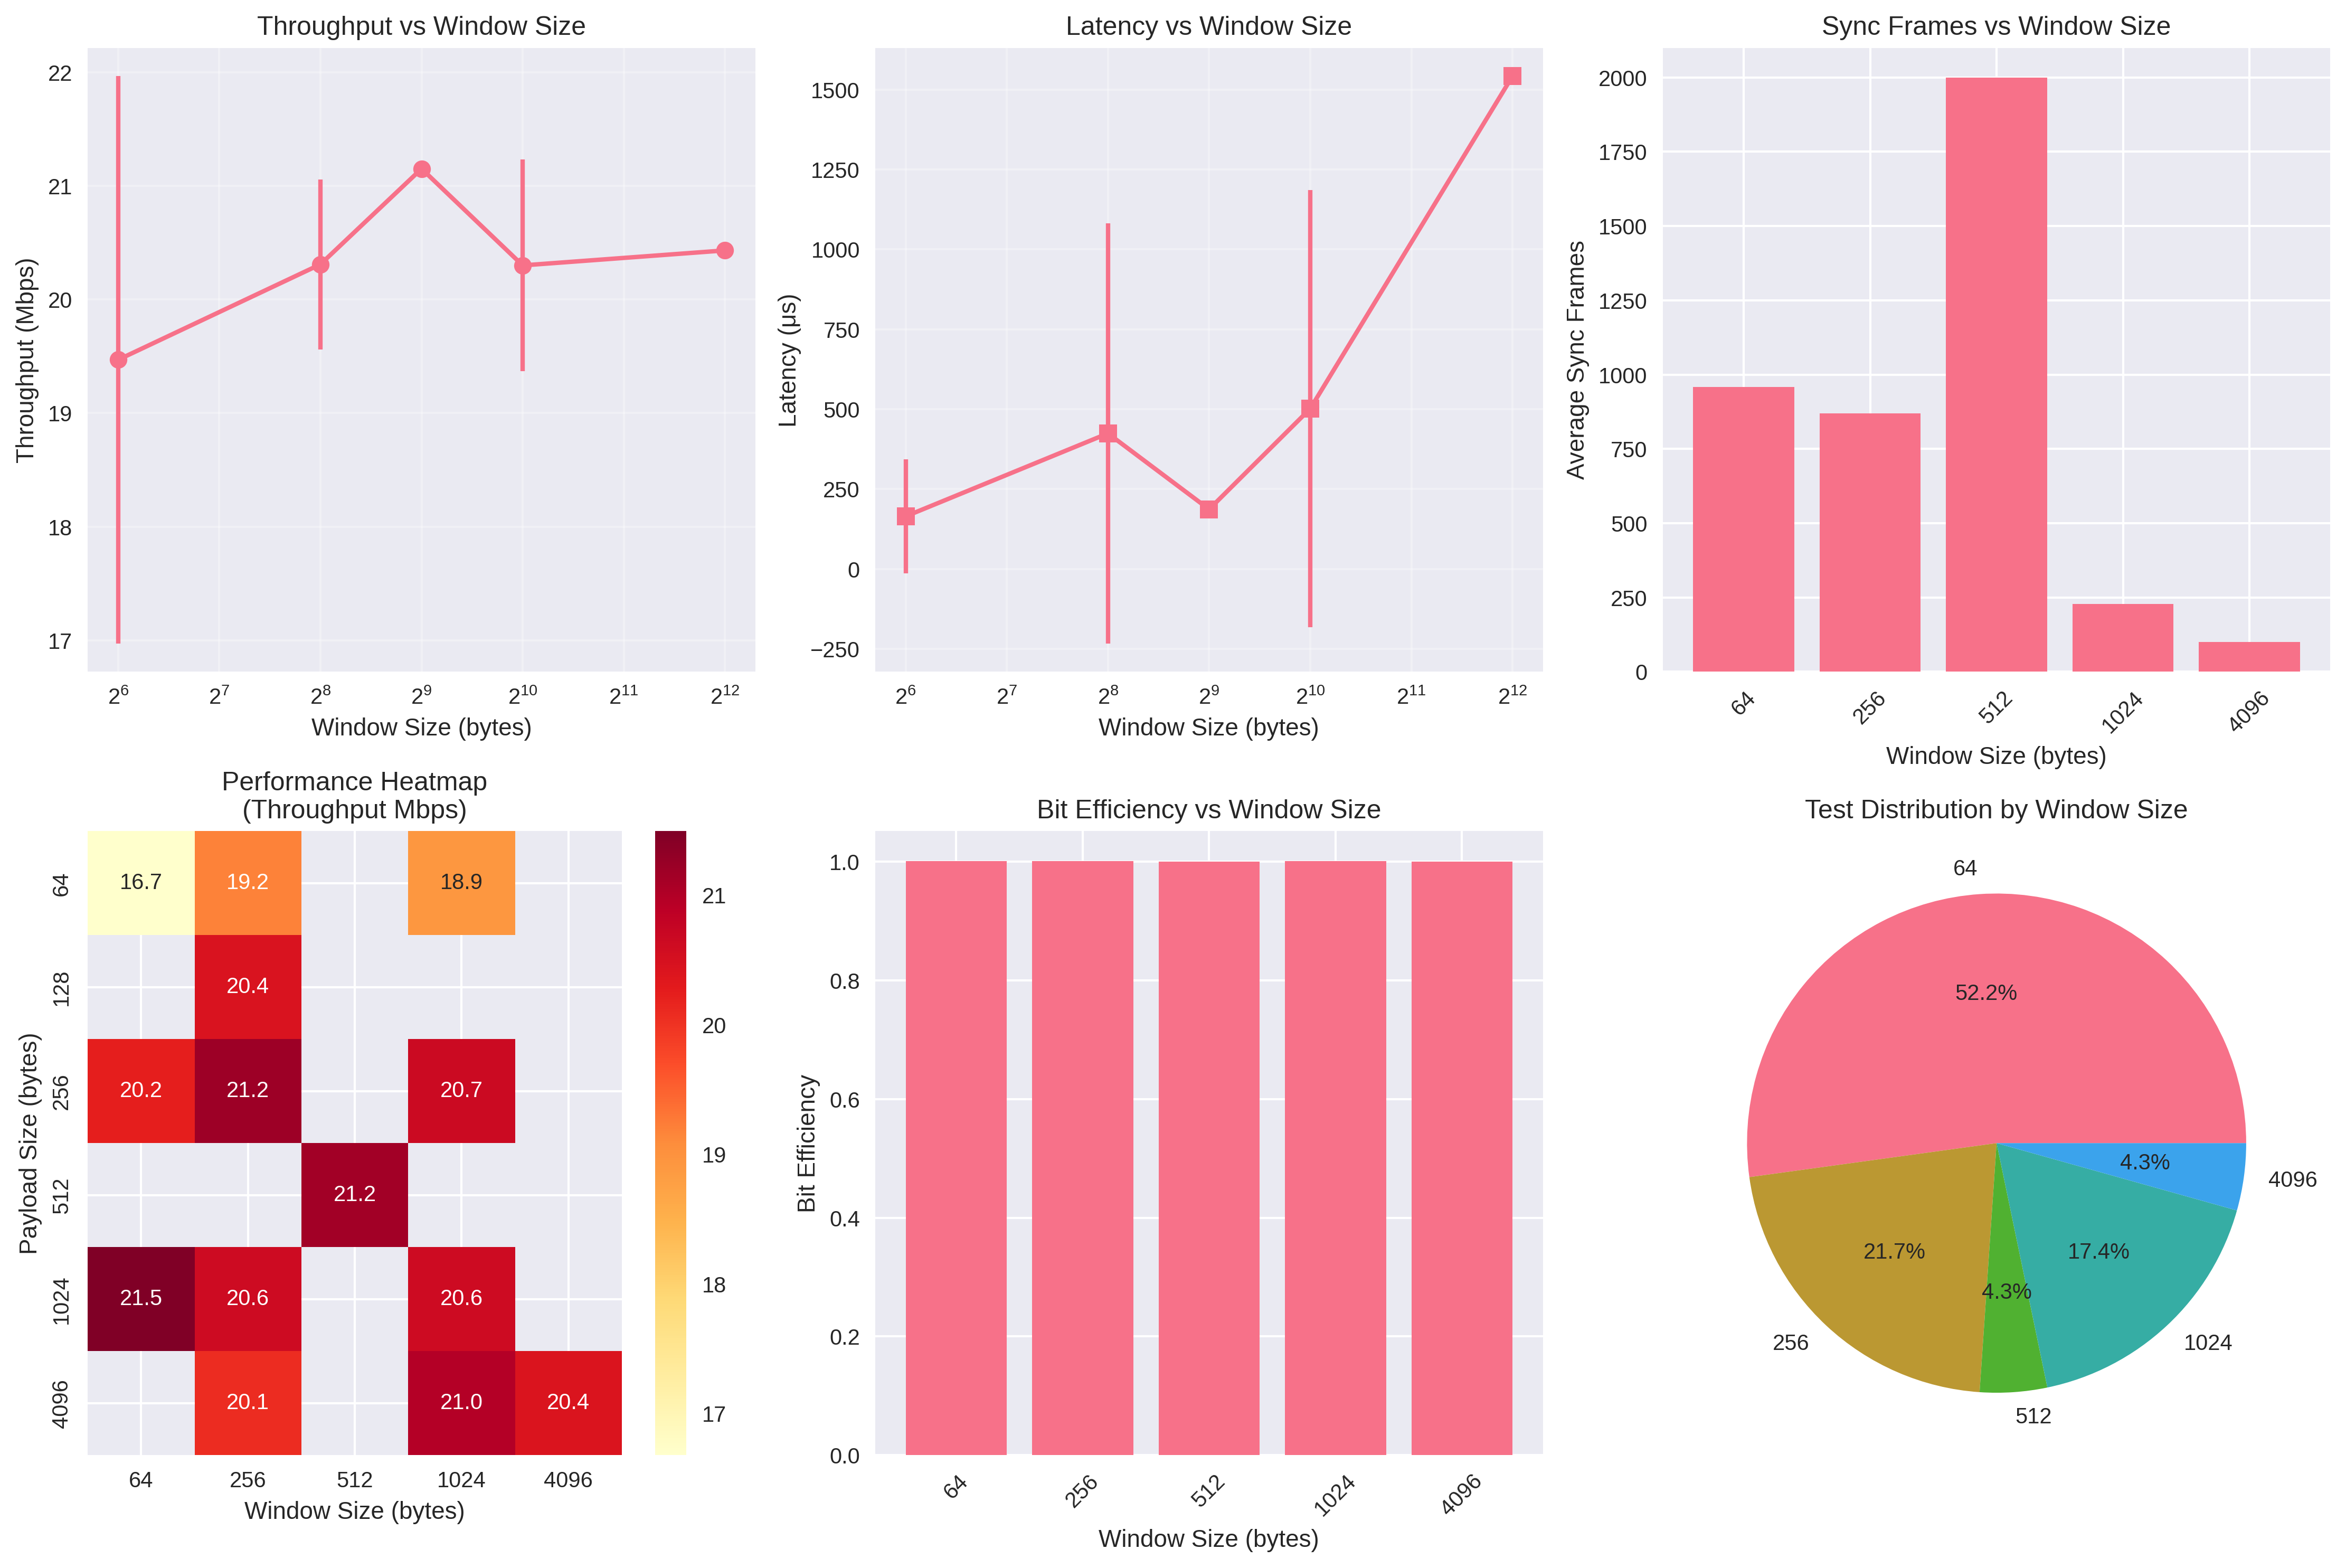 Throughput vs Window Size
Throughput (Mbps)
22
21
20
19
18
17
2⁶ 2⁷ 2⁸ 2⁹ 2¹⁰ 2¹¹ 2¹²
Window Size (bytes)
Latency vs Window Size
Latency (μs)
1500
1250
1000
750
500
250
0
−250
2⁶ 2⁷ 2⁸ 2⁹ 2¹⁰ 2¹¹ 2¹²
Window Size (bytes)
Sync Frames vs Window Size
Average Sync Frames
2000
1750
1500
1250
1000
750
500
250
0
64 256 512 1024 4096
Window Size (bytes)
Performance Heatmap
(Throughput Mbps)
Payload Size (bytes)
64 16.7 19.2 18.9
128 20.4
256 20.2 21.2 20.7
512 21.2
1024 21.5 20.6 20.6
4096 20.1 21.0 20.4
64 256 512 1024 4096
Window Size (bytes)
21
20
19
18
17
Bit Efficiency vs Window Size
Bit Efficiency
1.0
0.8
0.6
0.4
0.2
0.0
64 256 512 1024 4096
Window Size (bytes)
Test Distribution by Window Size
64
52.2%
4.3%
4096
21.7%
17.4%
4.3%
256
1024
512